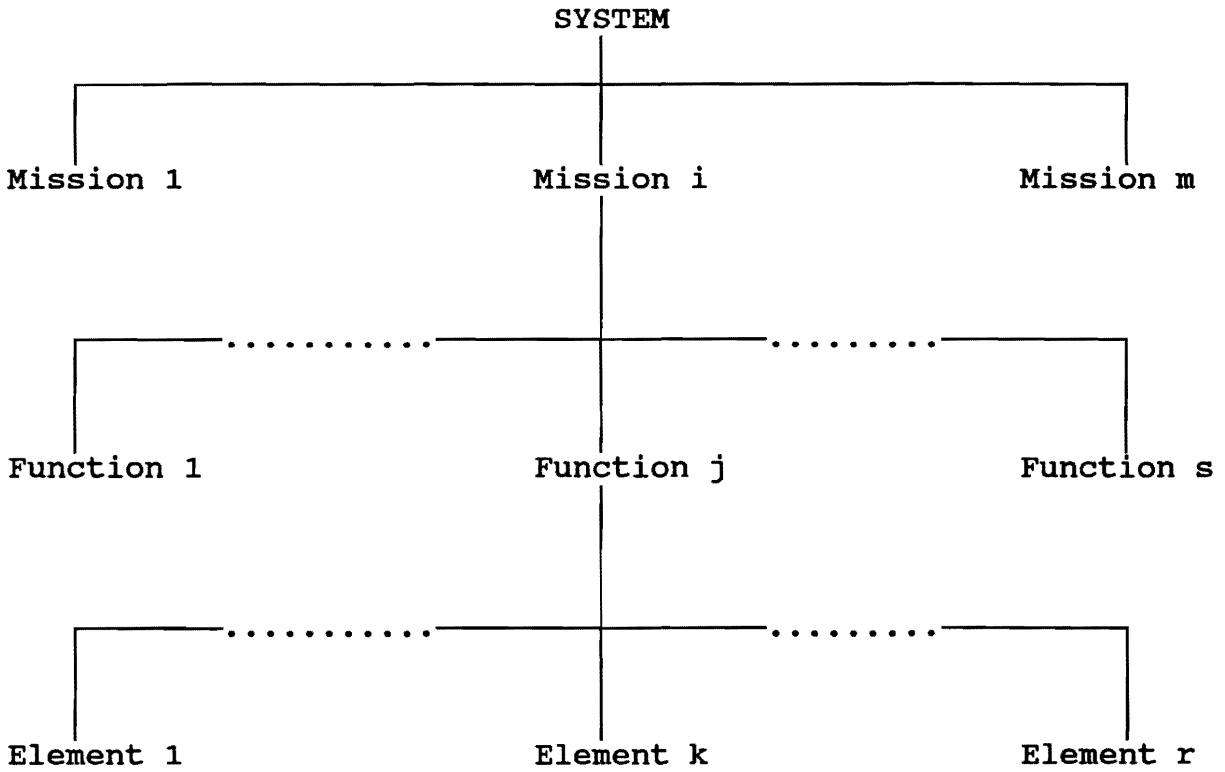 SYSTEM
Mission 1 Mission i Mission m
Function 1 Function j Function s
Element 1 Element k Element r